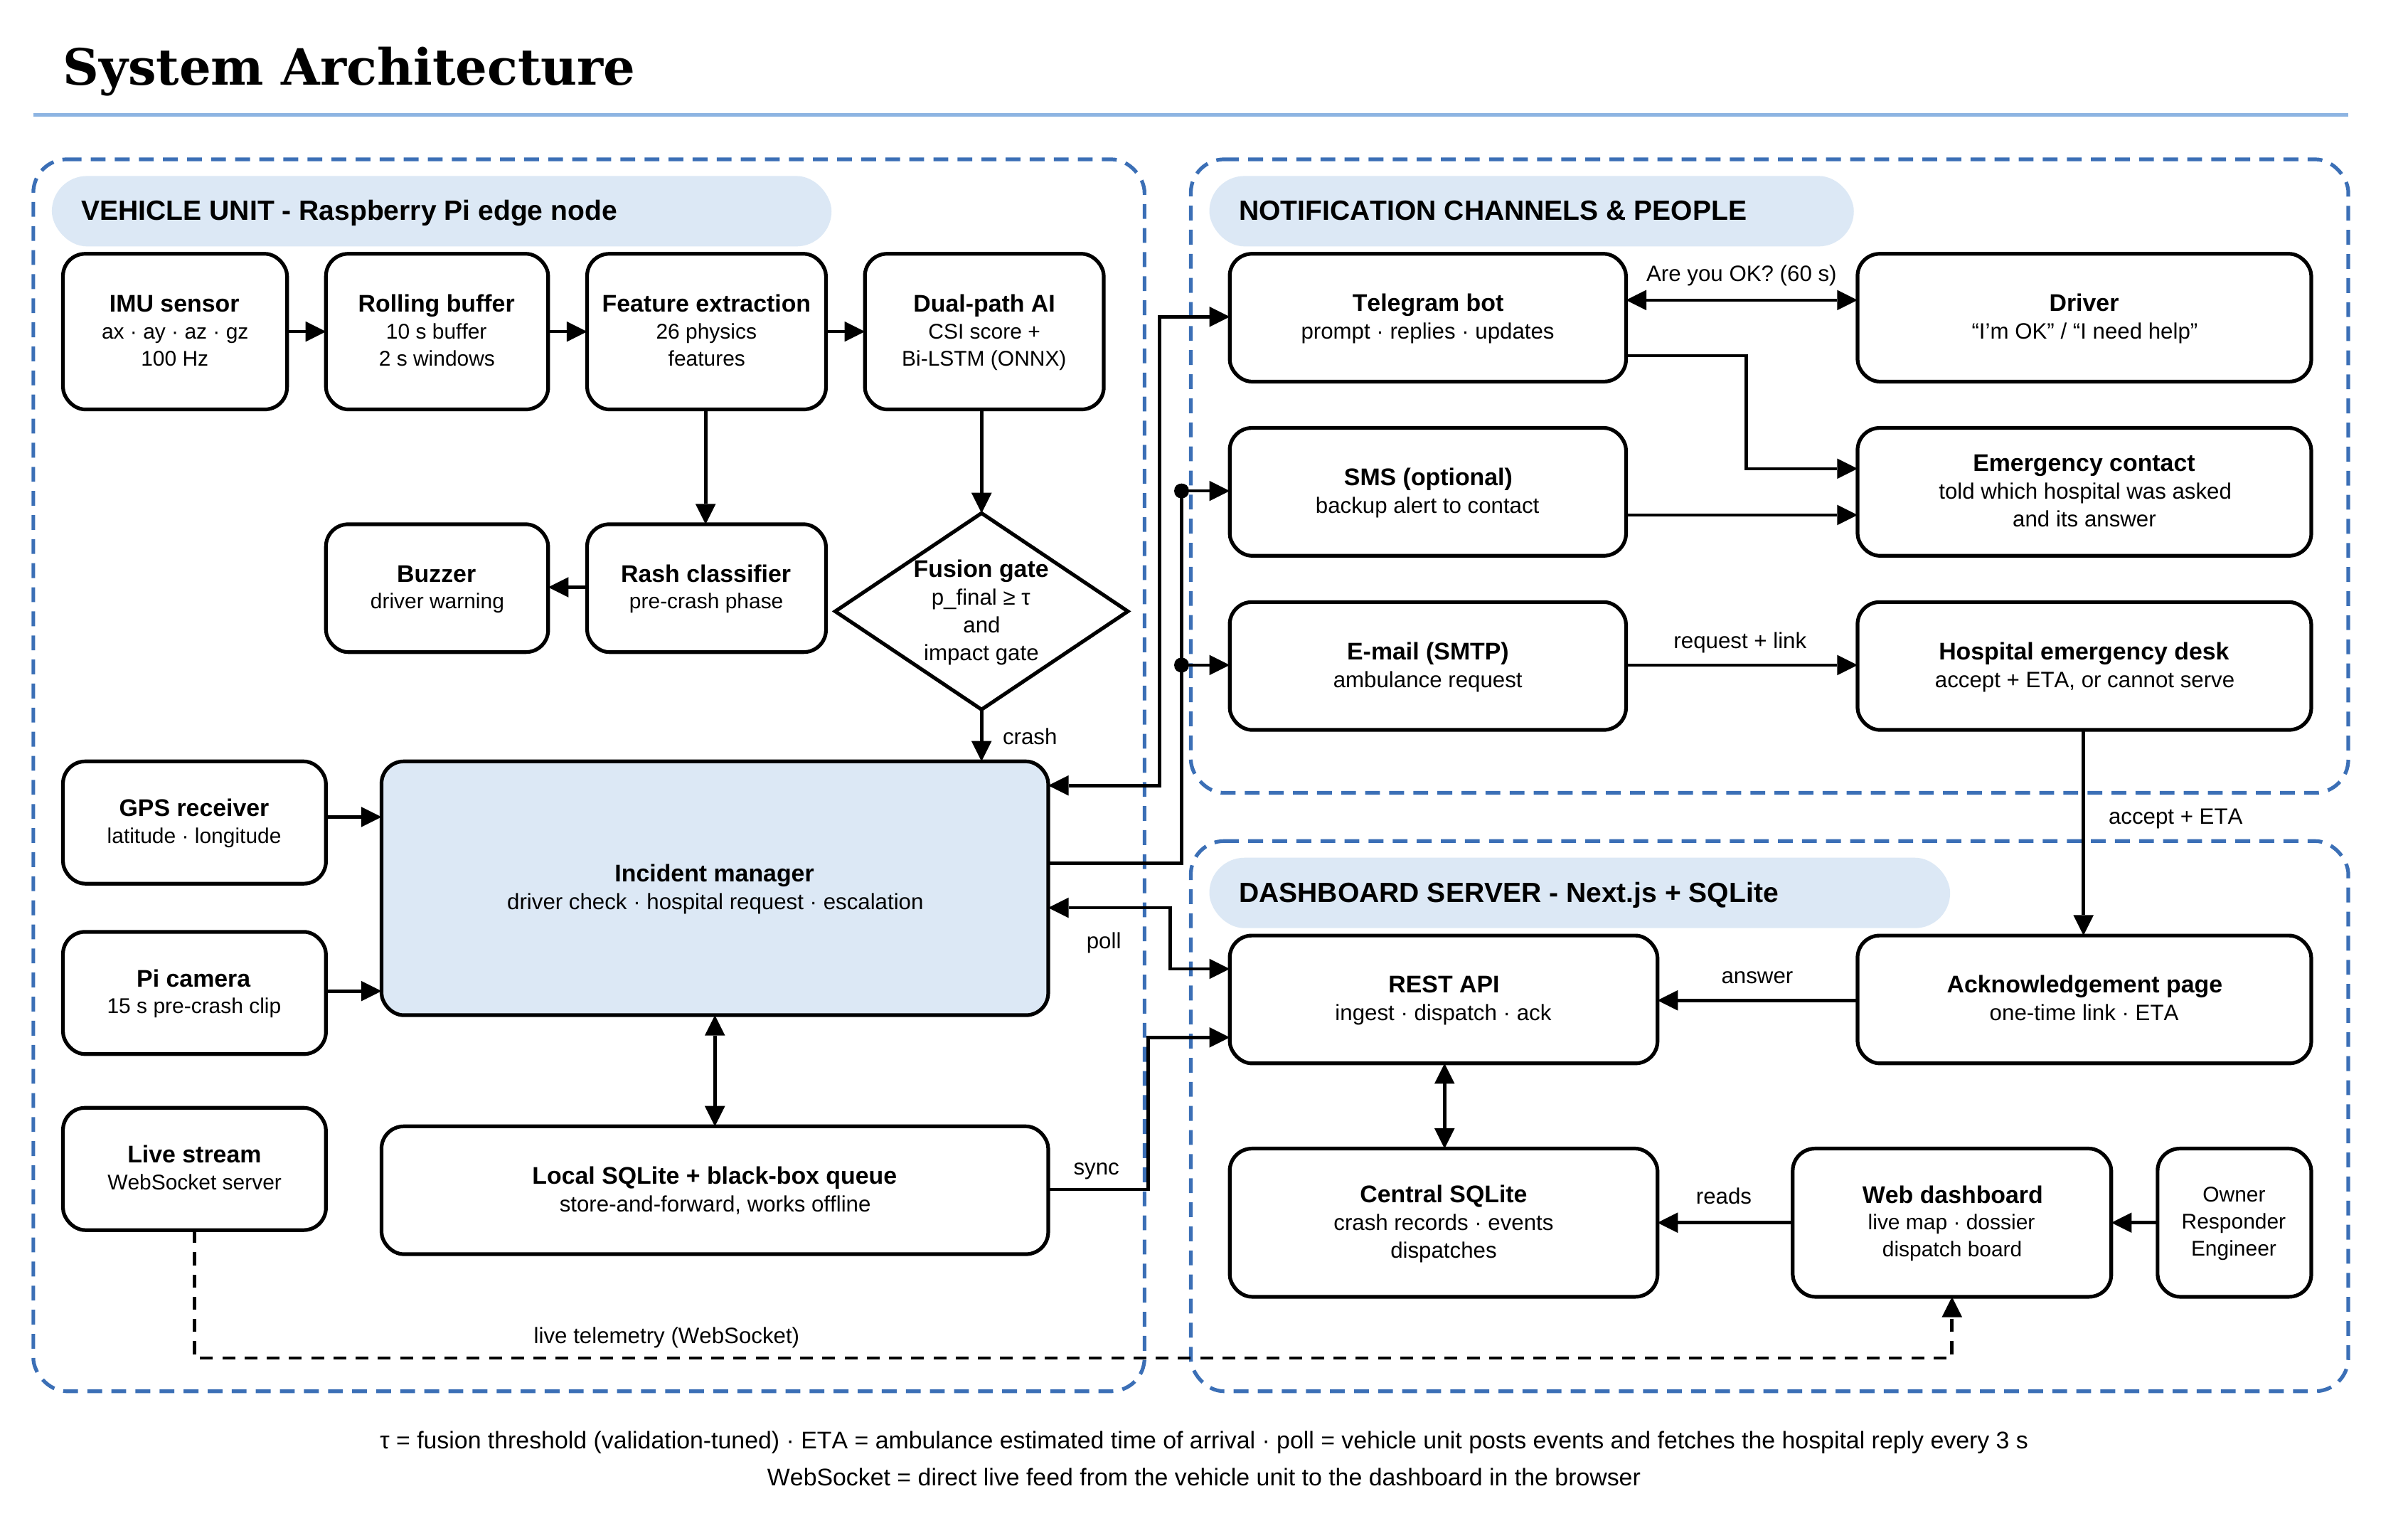 System Architecture
VEHICLE UNIT - Raspberry Pi edge node
IMU sensor
ax · ay · az · gz
100 Hz
Rolling buffer
10 s buffer
2 s windows
Feature extraction
26 physics
features
Dual-path AI
CSI score +
Bi-LSTM (ONNX)
Buzzer
driver warning
Rash classifier
pre-crash phase
Fusion gate
p_final ≥ τ
and
impact gate
crash
GPS receiver
latitude · longitude
Incident manager
driver check · hospital request · escalation
Pi camera
15 s pre-crash clip
poll
Live stream
WebSocket server
Local SQLite + black-box queue
store-and-forward, works offline
sync
live telemetry (WebSocket)
NOTIFICATION CHANNELS & PEOPLE
Telegram bot
prompt · replies · updates
Are you OK? (60 s)
Driver
“I’m OK” / “I need help”
SMS (optional)
backup alert to contact
Emergency contact
told which hospital was asked
and its answer
E-mail (SMTP)
ambulance request
request + link
Hospital emergency desk
accept + ETA, or cannot serve
accept + ETA
DASHBOARD SERVER - Next.js + SQLite
REST API
ingest · dispatch · ack
answer
Acknowledgement page
one-time link · ETA
Central SQLite
crash records · events
dispatches
reads
Web dashboard
live map · dossier
dispatch board
Owner
Responder
Engineer
τ = fusion threshold (validation-tuned) · ETA = ambulance estimated time of arrival · poll = vehicle unit posts events and fetches the hospital reply every 3 s
WebSocket = direct live feed from the vehicle unit to the dashboard in the browser